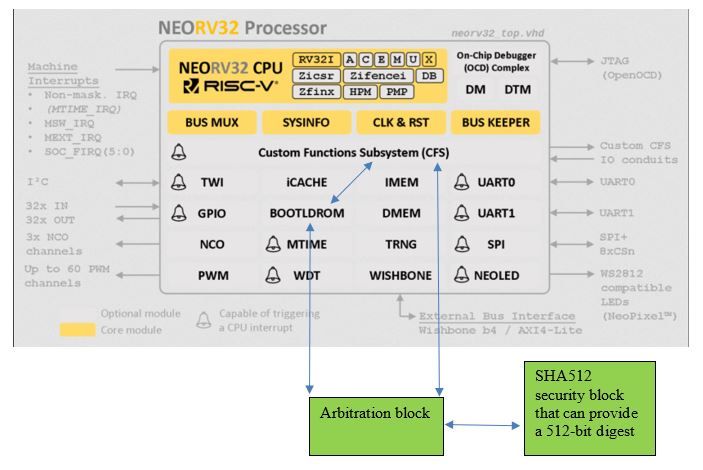 NEORV32 Processor
neorv32_top.vhd
NEORV32 CPU
RISC-V®
RV32I A C E M U X
Zicsr Zifencei DB
Zfinx HPM PMP
On-Chip Debugger
(OCD) Complex
DM DTM
BUS MUX SYSINFO CLK & RST BUS KEEPER
Custom Functions Subsystem (CFS)
TWI iCACHE IMEM UART0
GPIO BOOTLDROM DMEM UART1
NCO MTIME TRNG SPI
PWM WDT WISHBONE NEOLED
Machine
Interrupts
• Non-mask. IRQ
• (MTIME_IRQ)
• MSW_IRQ
• MEXT_IRQ
• SOC_FIRQ(5:0)
I²C
32x IN
32x OUT
3x NCO
channels
Up to 60 PWM
channels
JTAG
(OpenOCD)
Custom CFS
IO conduits
UART0
UART1
SPI+
8xCSn
WS2812
compatible
LEDs
(NeoPixel™)
Optional module
Core module
Capable of triggering
a CPU interrupt
External Bus Interface
Wishbone b4 / AXI4-Lite
Arbitration block
SHA512
security block
that can provide
a 512-bit digest